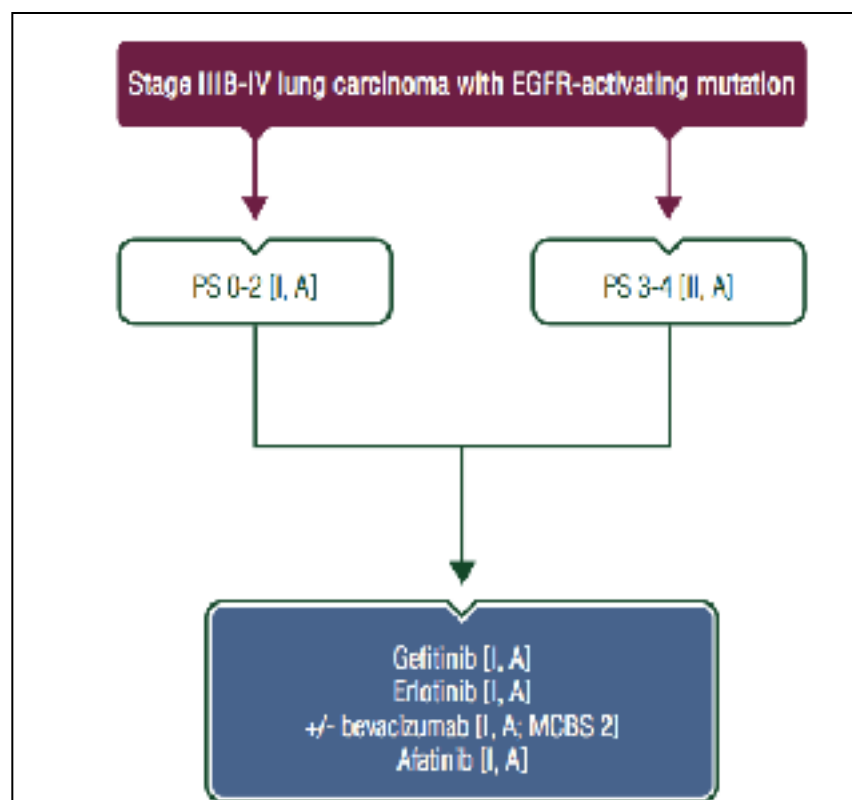 Stage IIIB-IV lung carcinoma with EGFR-activating mutation
PS 0-2 [I, A]
PS 3-4 [II, A]
Gefitinib [I, A]
Erlotinib [I, A]
+/- bevacizumab [I, A; MCBS 2]
Afatinib [I, A]